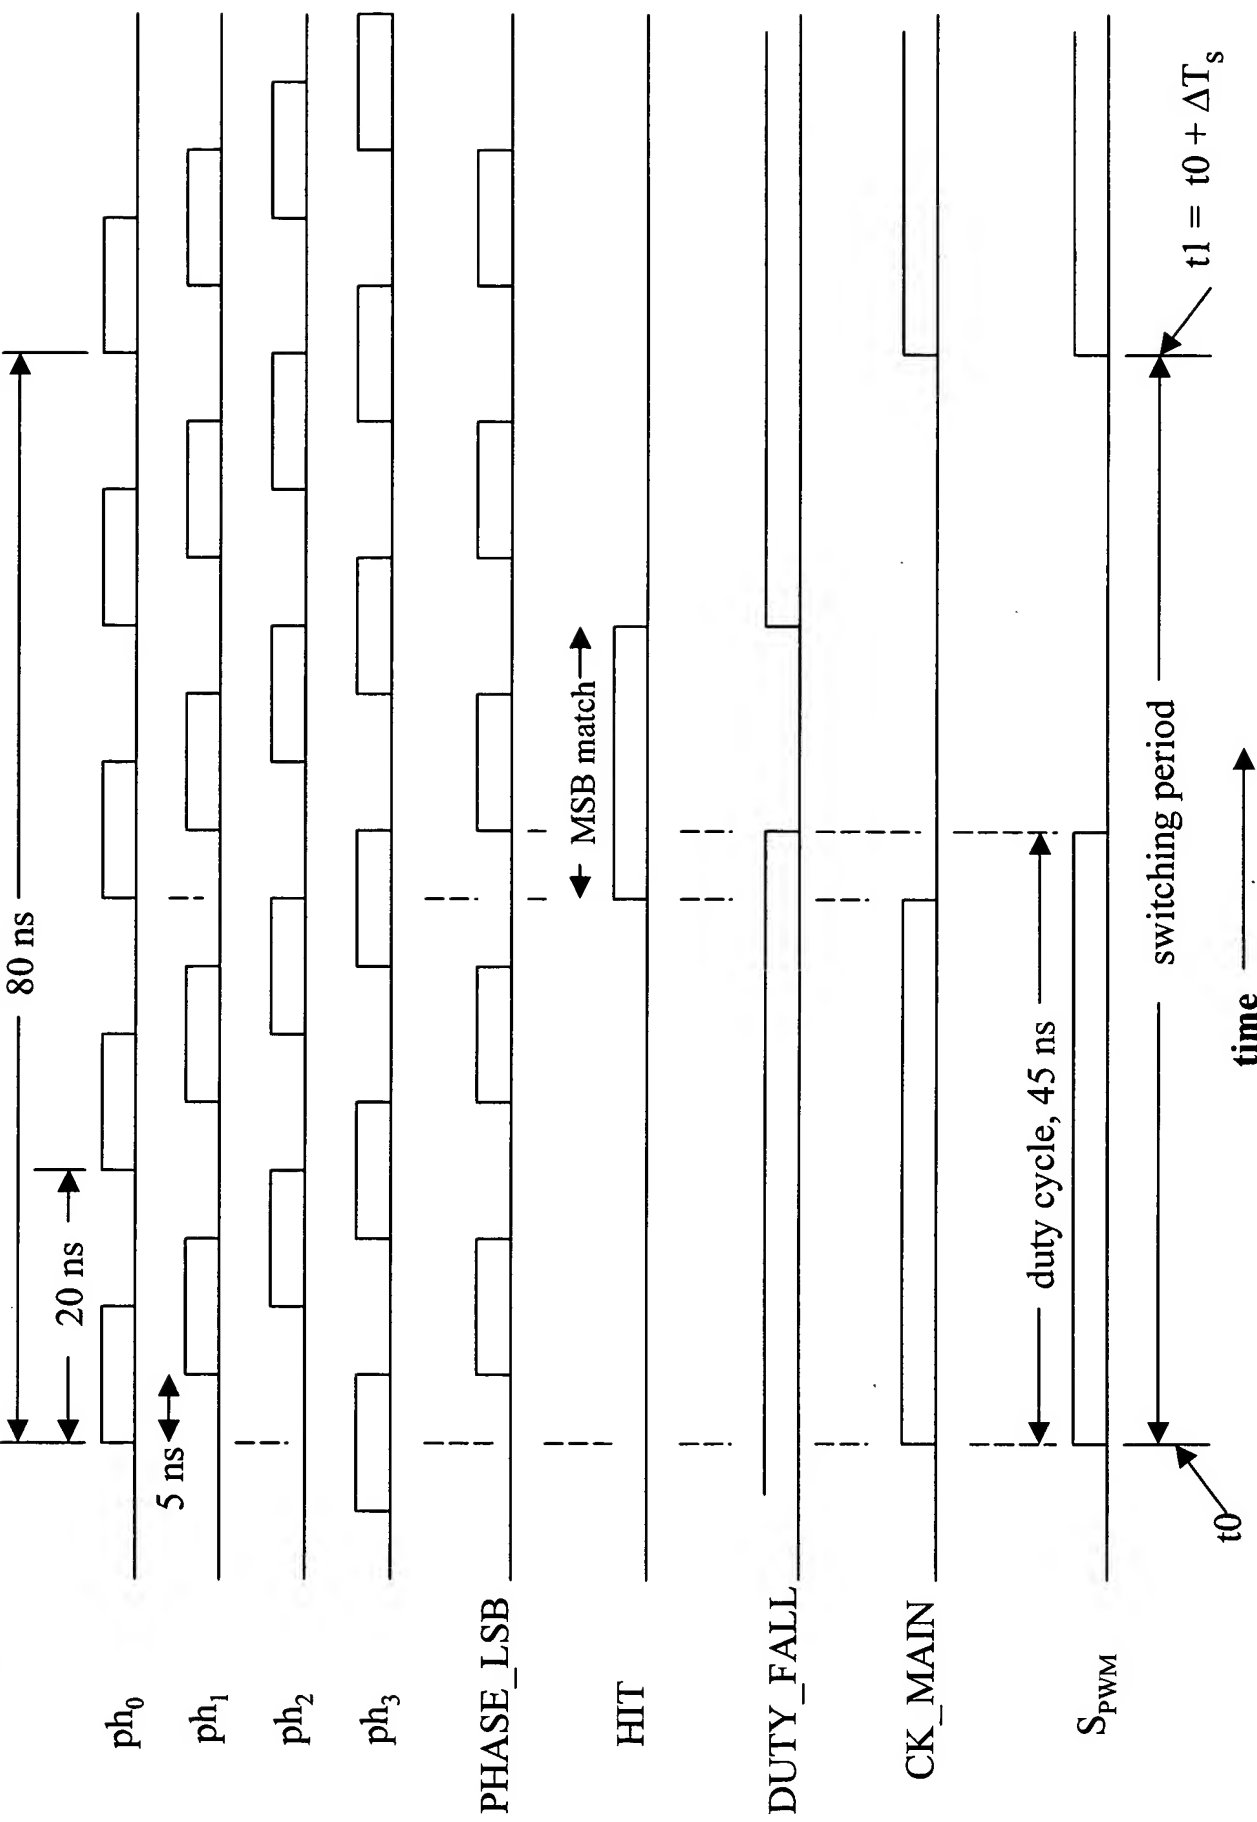 80 ns
20 ns
5 ns
ph0
ph1
ph2
ph3
PHASE_LSB
MSB match
HIT
DUTY_FALL
CK_MAIN
duty cycle, 45 ns
SPWM
switching period
t0
t1 = t0 + ΔTs
time